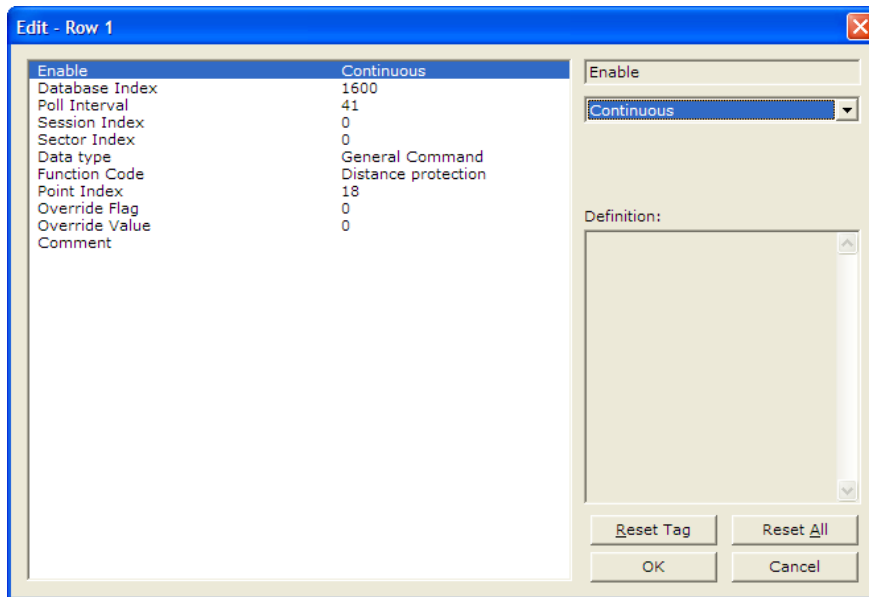 Edit - Row 1
Enable Continuous
Database Index 1600
Poll Interval 41
Session Index 0
Sector Index 0
Data type General Command
Function Code Distance protection
Point Index 18
Override Flag 0
Override Value 0
Comment
Enable
Continuous
Definition:
Reset Tag Reset All
OK Cancel